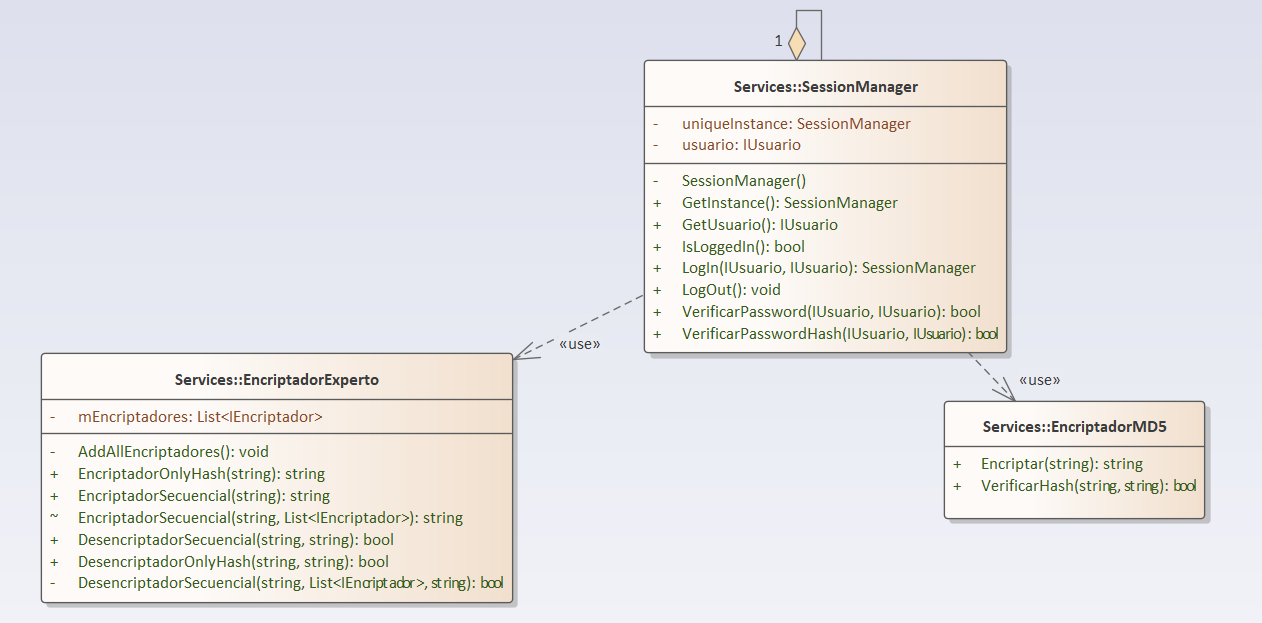 1
Services::SessionManager
- uniqueInstance: SessionManager
- usuario: IUsuario
- SessionManager()
+ GetInstance(): SessionManager
+ GetUsuario(): IUsuario
+ IsLoggedIn(): bool
+ LogIn(IUsuario, IUsuario): SessionManager
+ LogOut(): void
+ VerificarPassword(IUsuario, IUsuario): bool
+ VerificarPasswordHash(IUsuario, IUsuario): bool
«use»
«use»
Services::EncriptadorExperto
- mEncriptadores: List<IEncriptador>
- AddAllEncriptadores(): void
+ EncriptadorOnlyHash(string): string
+ EncriptadorSecuencial(string): string
~ EncriptadorSecuencial(string, List<IEncriptador>): string
+ DesencriptadorSecuencial(string, string): bool
+ DesencriptadorOnlyHash(string, string): bool
- DesencriptadorSecuencial(string, List<IEncriptador>, string): bool
Services::EncriptadorMD5
+ Encriptar(string): string
+ VerificarHash(string, string): bool